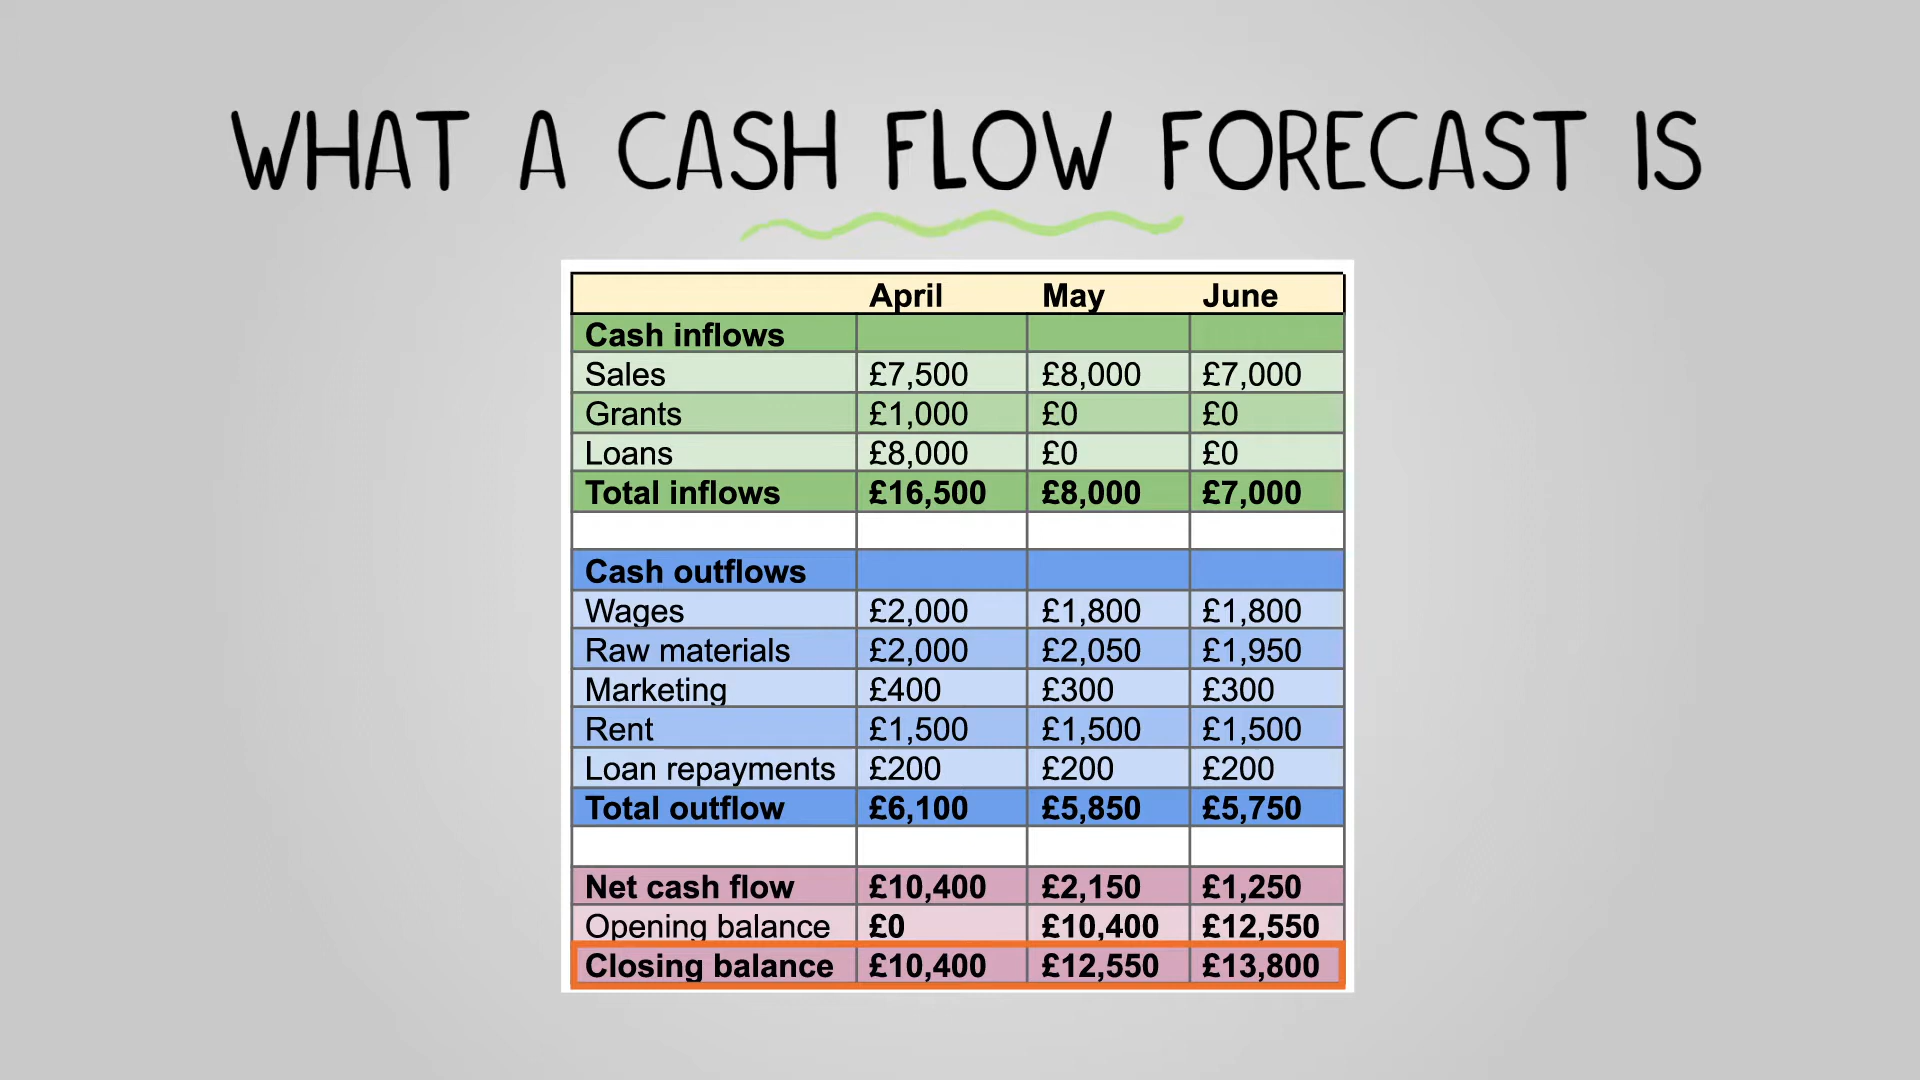 WHAT A CASH FLOW FORECAST IS
April May June
Cash inflows
Sales £7,500 £8,000 £7,000
Grants £1,000 £0 £0
Loans £8,000 £0 £0
Total inflows £16,500 £8,000 £7,000
Cash outflows
Wages £2,000 £1,800 £1,800
Raw materials £2,000 £2,050 £1,950
Marketing £400 £300 £300
Rent £1,500 £1,500 £1,500
Loan repayments £200 £200 £200
Total outflow £6,100 £5,850 £5,750
Net cash flow £10,400 £2,150 £1,250
Opening balance £0 £10,400 £12,550
Closing balance £10,400 £12,550 £13,800